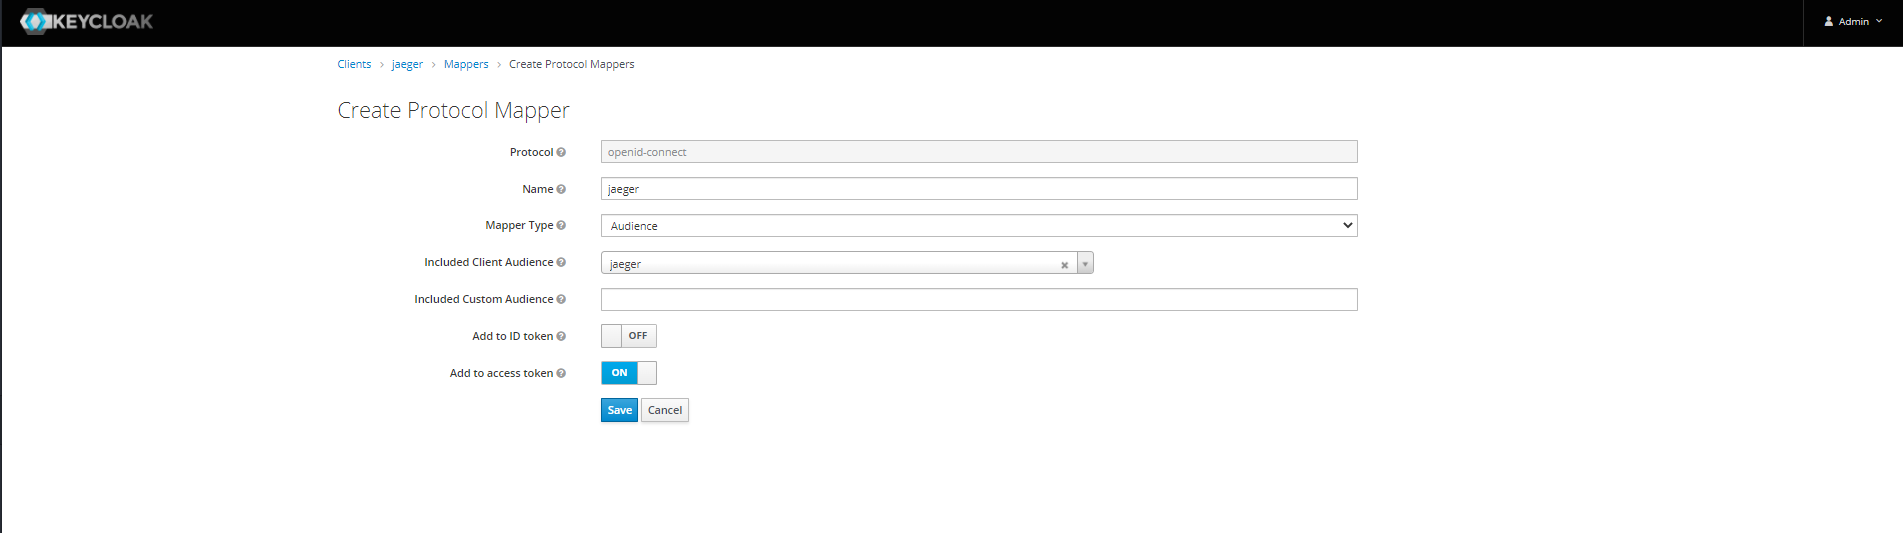 KEYCLOAK
Admin
Clients > jaeger > Mappers > Create Protocol Mappers
Create Protocol Mapper
Protocol
openid-connect
Name
jaeger
Mapper Type
Audience
Included Client Audience
jaeger
Included Custom Audience
Add to ID token
OFF
Add to access token
ON
Save Cancel